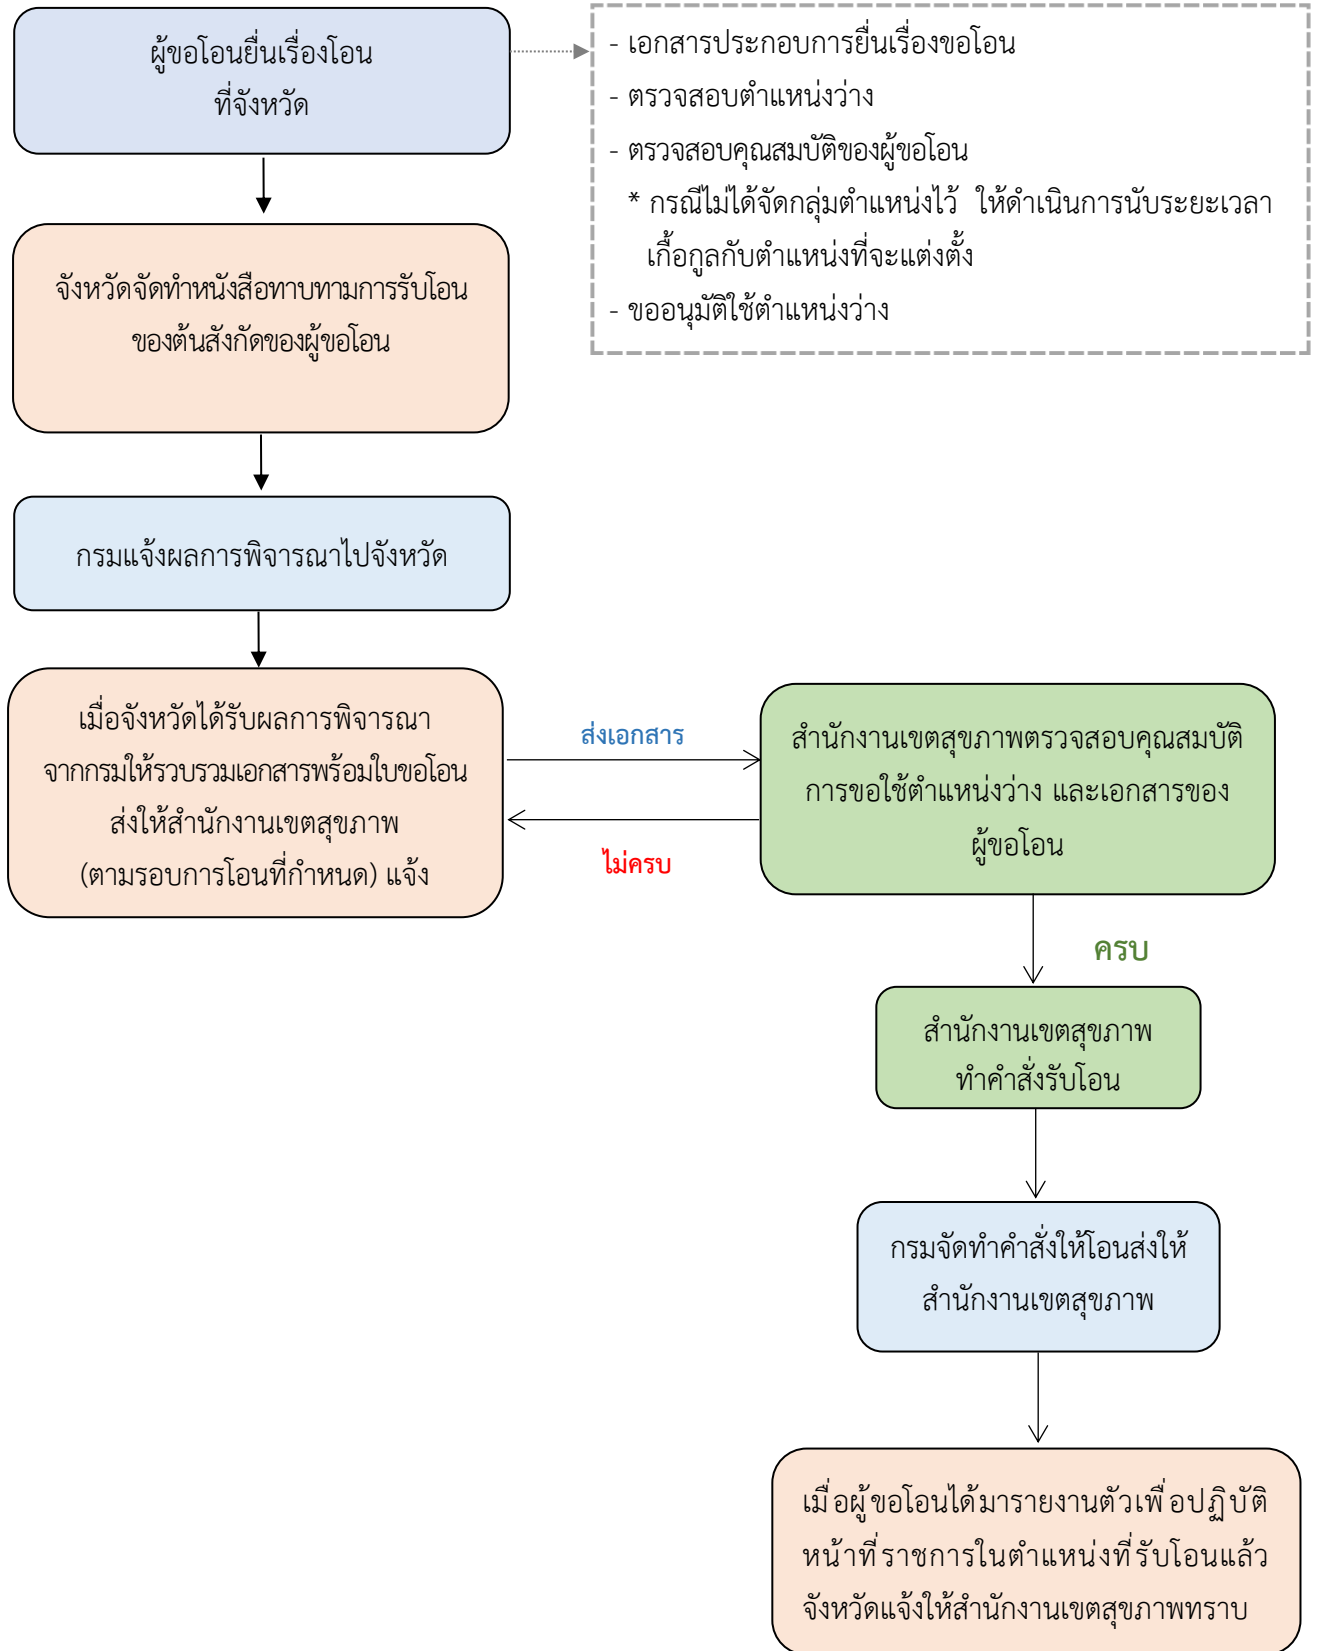 ผู้ขอโอนยื่นเรื่องโอน
ที่จังหวัด
- เอกสารประกอบการยื่นเรื่องขอโอน
- ตรวจสอบตำแหน่งว่าง
- ตรวจสอบคุณสมบัติของผู้ขอโอน
* กรณีไม่ได้จัดกลุ่มตำแหน่งไว้ ให้ดำเนินการนับระยะเวลา
เกื้อกูลกับตำแหน่งที่จะแต่งตั้ง
- ขออนุมัติใช้ตำแหน่งว่าง
จังหวัดจัดทำหนังสือทาบทามการรับโอน
ของต้นสังกัดของผู้ขอโอน
กรมแจ้งผลการพิจารณาไปจังหวัด
เมื่อจังหวัดได้รับผลการพิจารณา
จากกรมให้รวบรวมเอกสารพร้อมใบขอโอน
ส่งให้สำนักงานเขตสุขภาพ
(ตามรอบการโอนที่กำหนด) แจ้ง
ส่งเอกสาร
ไม่ครบ
สำนักงานเขตสุขภาพตรวจสอบคุณสมบัติ
การขอใช้ตำแหน่งว่าง และเอกสารของ
ผู้ขอโอน
ครบ
สำนักงานเขตสุขภาพ
ทำคำสั่งรับโอน
กรมจัดทำคำสั่งให้โอนส่งให้
สำนักงานเขตสุขภาพ
เมื่อผู้ขอโอนได้มารายงานตัวเพื่อปฏิบัติ
หน้าที่ราชการในตำแหน่งที่รับโอนแล้ว
จังหวัดแจ้งให้สำนักงานเขตสุขภาพทราบ